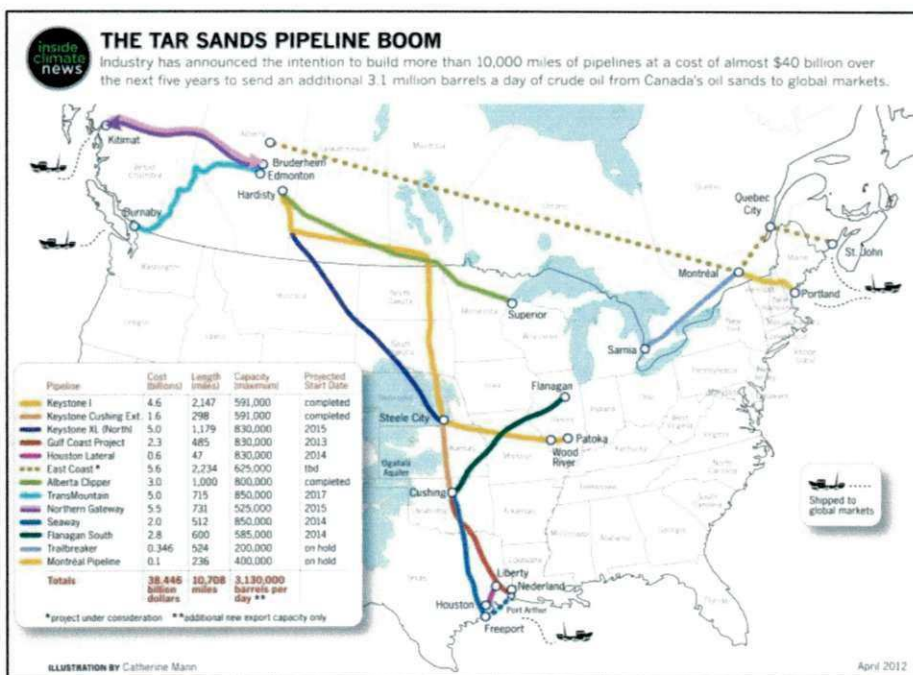 inside
climate
news
THE TAR SANDS PIPELINE BOOM
Industry has announced the intention to build more than 10,000 miles of pipelines at a cost of almost $40 billion over
the next five years to send an additional 3.1 million barrels a day of crude oil from Canada's oil sands to global markets.
Kitimat
Alberta
Saskatchewan
Manitoba
Bruderheim
Edmonton
Hardisty
British
Columbia
Burnaby
Quebec
City
St. John
Maine
Montréal
Portland
Superior
Sarnia
Washington
Oregon
Minnesota
Wisconsin
Flanagan
Steele City
Patoka
Wood
River
Ogallala
Aquifer
Cushing
Liberty
Nederland
Houston
Port Arthur
Freeport
Texas
Shipped to
global markets
Pipeline Cost (billions) Length (miles) Capacity (maximum) Projected Start Date
Keystone I 4.6 2,147 591,000 completed
Keystone Cushing Ext. 1.6 298 591,000 completed
Keystone XL (North) 5.0 1,179 830,000 2015
Gulf Coast Project 2.3 485 830,000 2013
Houston Lateral 0.6 47 830,000 2014
East Coast * 5.6 2,234 625,000 tbd
Alberta Clipper 3.0 1,000 800,000 completed
TransMountain 5.0 715 850,000 2017
Northern Gateway 5.5 731 525,000 2015
Seaway 2.0 512 850,000 2014
Flanagan South 2.8 600 585,000 2014
Trailbreaker 0.346 524 200,000 on hold
Montréal Pipeline 0.1 236 400,000 on hold
Totals 38.446 billion dollars 10,708 miles 3,130,000 barrels per day **
*project under consideration **additional new export capacity only
ILLUSTRATION BY Catherine Mann
April 2012